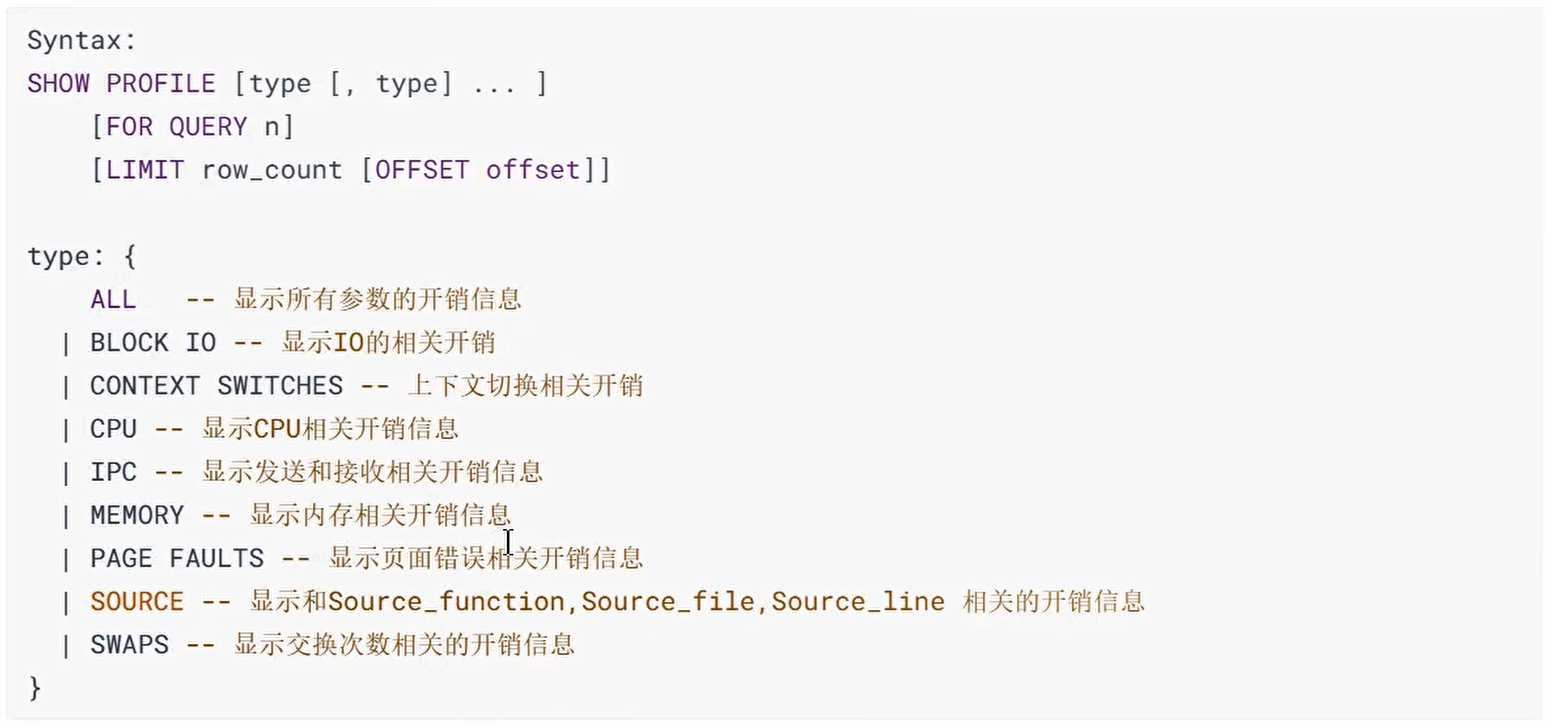 Syntax:
SHOW PROFILE [type [, type] ... ]
    [FOR QUERY n]
    [LIMIT row_count [OFFSET offset]]

type: {
    ALL   -- 显示所有参数的开销信息
  | BLOCK IO -- 显示IO的相关开销
  | CONTEXT SWITCHES -- 上下文切换相关开销
  | CPU -- 显示CPU相关开销信息
  | IPC -- 显示发送和接收相关开销信息
  | MEMORY -- 显示内存相关开销信息
  | PAGE FAULTS -- 显示页面错误相关开销信息
  | SOURCE -- 显示和Source_function,Source_file,Source_line 相关的开销信息
  | SWAPS -- 显示交换次数相关的开销信息
}